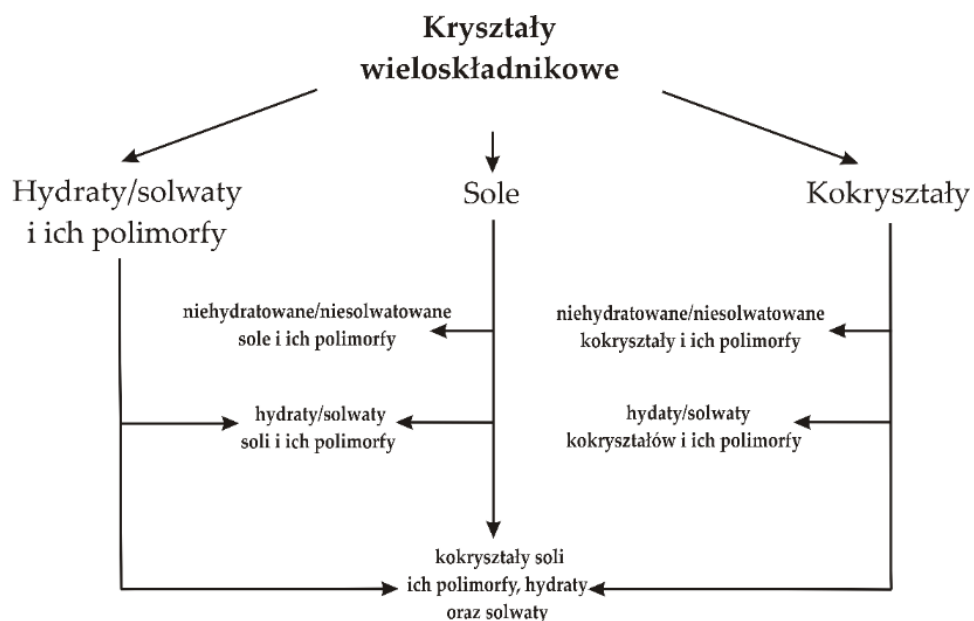 Kryształy
wieloskładnikowe
Hydraty/solwaty
i ich polimorfy
Sole
Kokryształy
niehydratowane/niesolwatowane
sole i ich polimorfy
niehydratowane/niesolwatowane
kokryształy i ich polimorfy
hydraty/solwaty
soli i ich polimorfy
hydaty/solwaty
kokryształów i ich polimorfy
kokryształy soli
ich polimorfy, hydraty
oraz solwaty